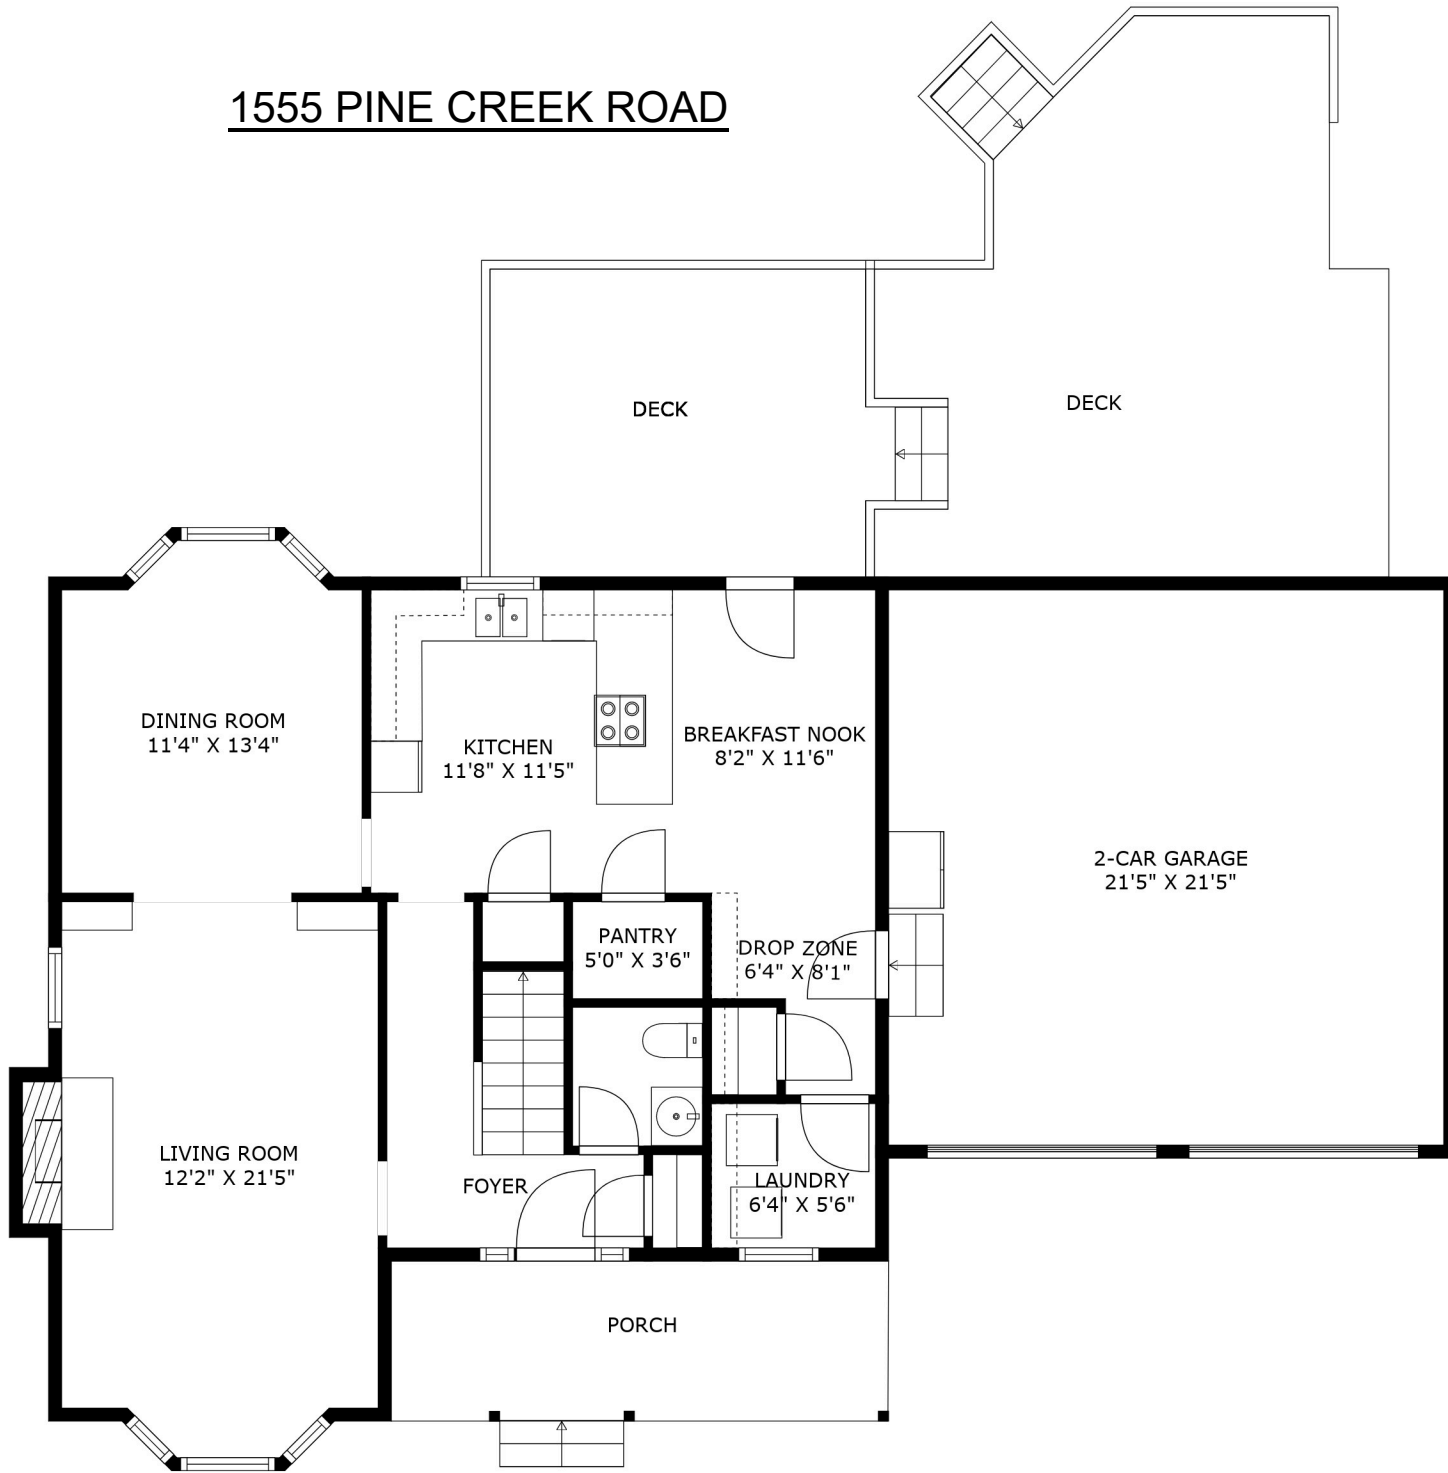 1555 PINE CREEK ROAD
DECK
DECK
DINING ROOM
11'4" X 13'4"
KITCHEN
11'8" X 11'5"
BREAKFAST NOOK
8'2" X 11'6"
2-CAR GARAGE
21'5" X 21'5"
PANTRY
5'0" X 3'6"
DROP ZONE
6'4" X 8'1"
LIVING ROOM
12'2" X 21'5"
FOYER
LAUNDRY
6'4" X 5'6"
PORCH